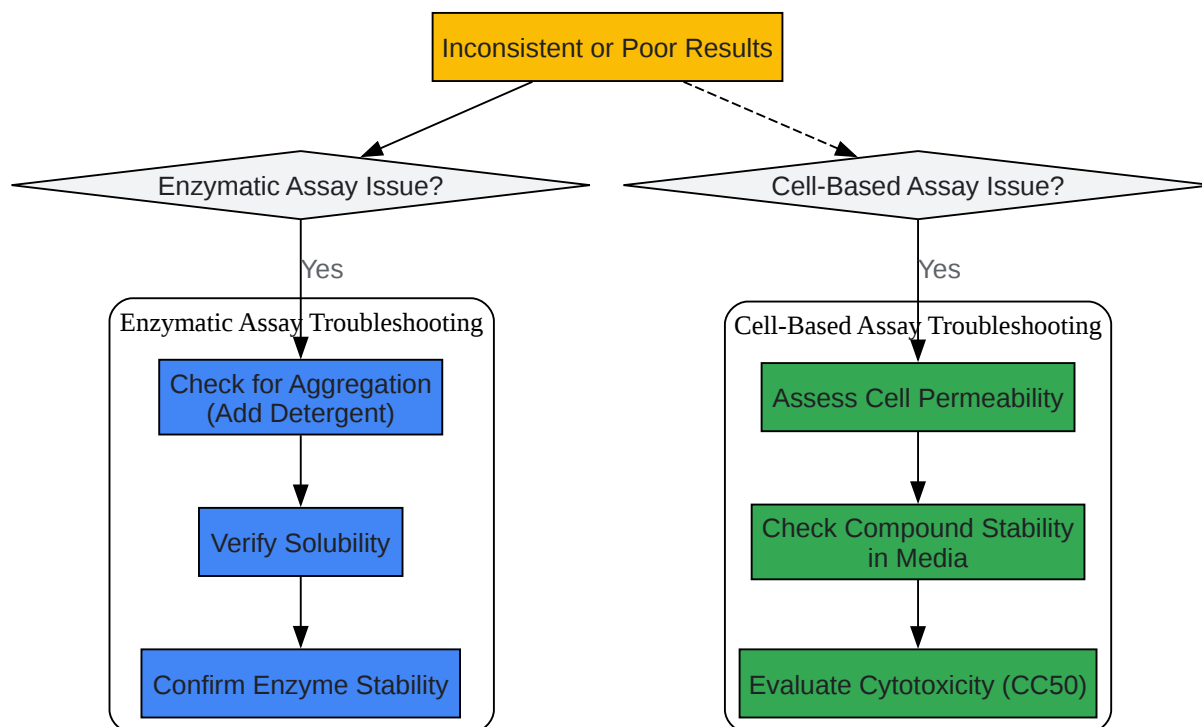 Inconsistent or Poor Results
Enzymatic Assay Issue?
Cell-Based Assay Issue?
Yes
Yes
Enzymatic Assay Troubleshooting
Check for Aggregation
(Add Detergent)
Verify Solubility
Confirm Enzyme Stability
Cell-Based Assay Troubleshooting
Assess Cell Permeability
Check Compound Stability
in Media
Evaluate Cytotoxicity (CC50)